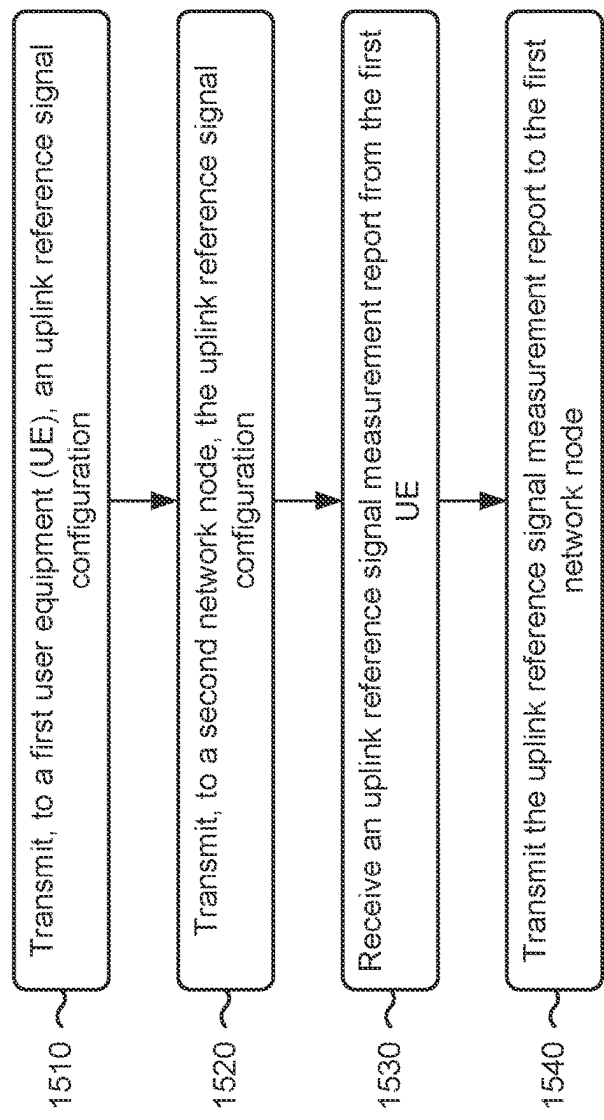 1510
Transmit, to a first user equipment (UE), an uplink reference signal
configuration
1520
Transmit, to a second network node, the uplink reference signal
configuration
1530
Receive an uplink reference signal measurement report from the first
UE
1540
Transmit the uplink reference signal measurement report to the first
network node